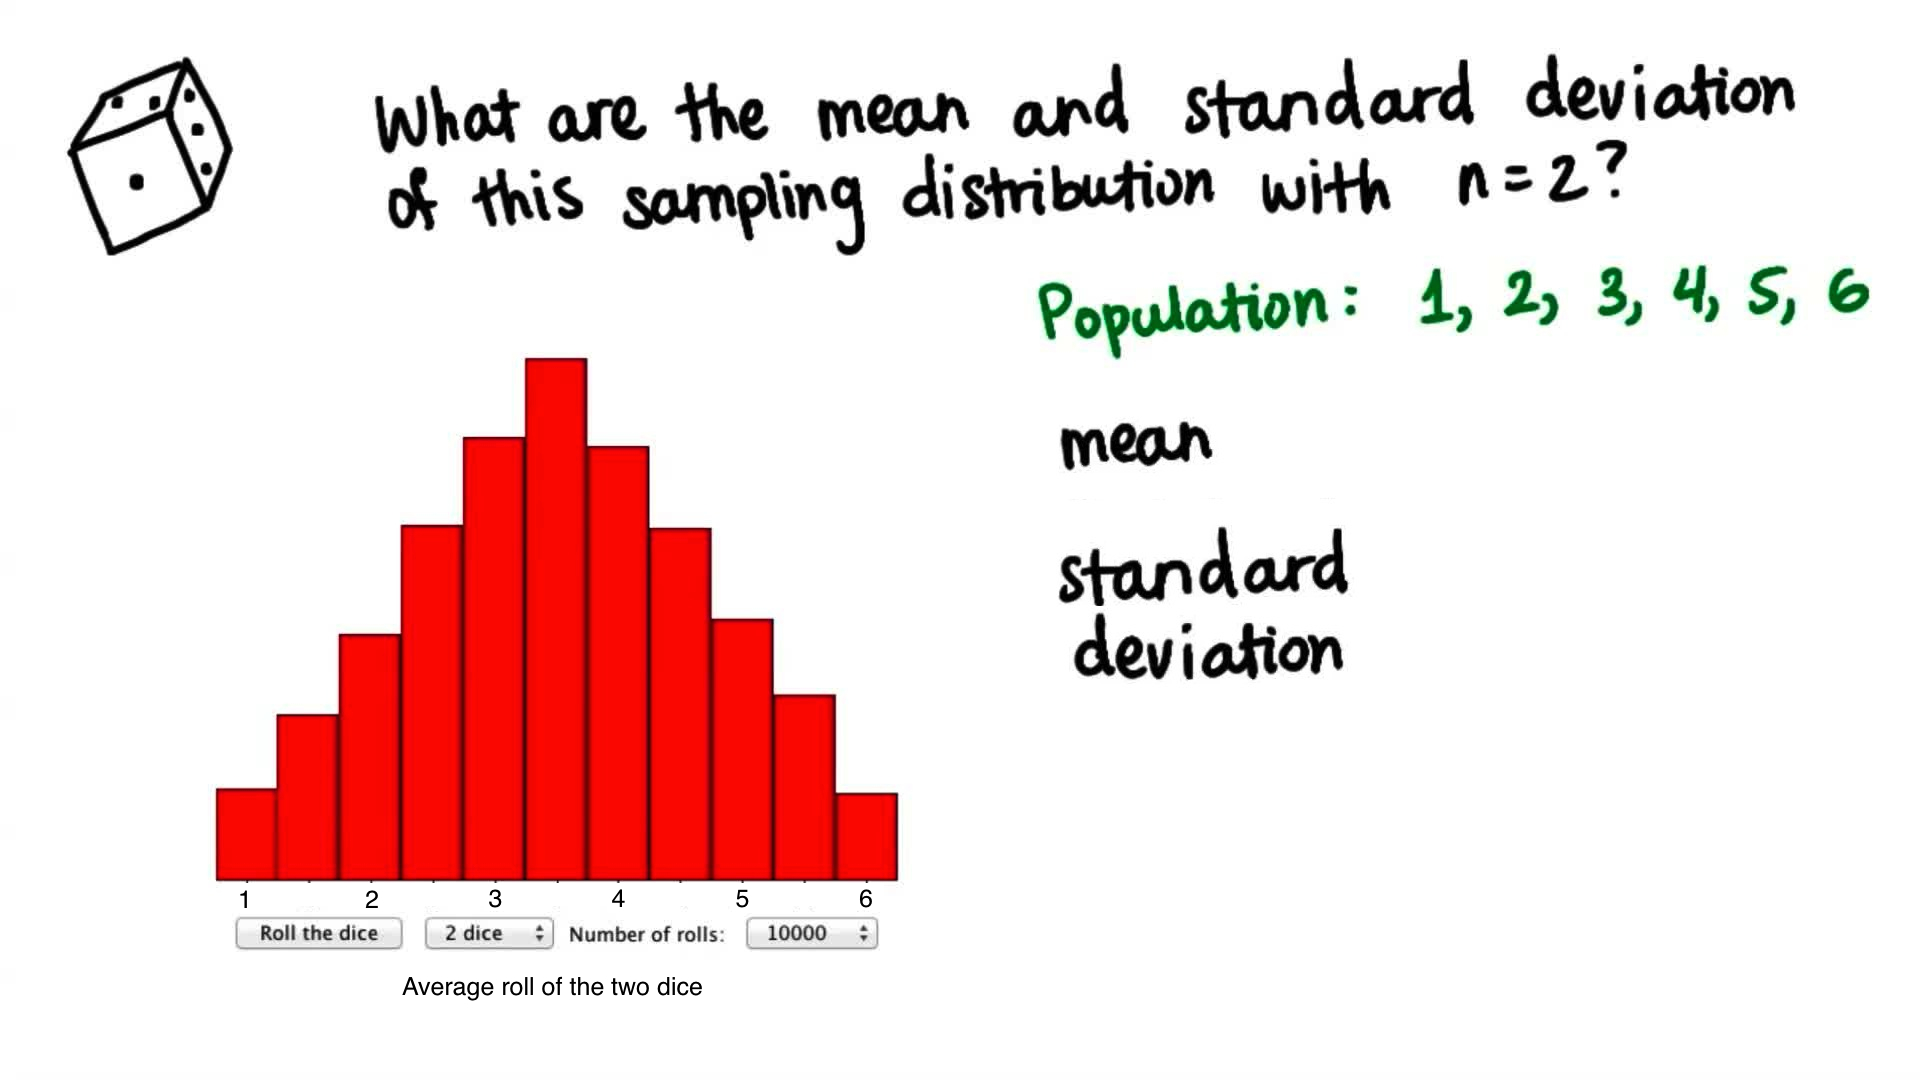 What are the mean and standard deviation
of this sampling distribution with n=2?
Population: 1, 2, 3, 4, 5, 6
mean
standard
deviation
1 2 3 4 5 6
Roll the dice 2 dice Number of rolls: 10000
Average roll of the two dice